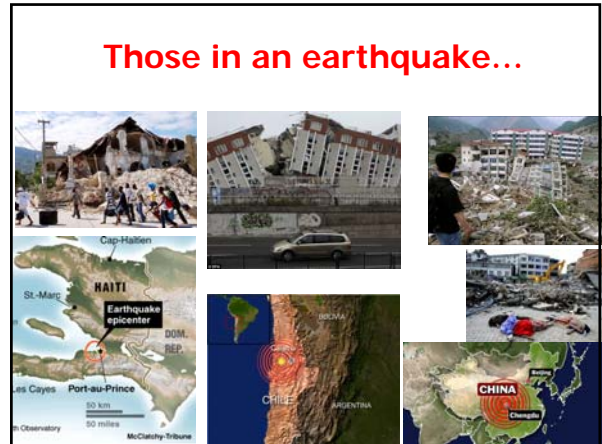 Those in an earthquake...
Cap-Haitien
HAITI
St.-Marc
Earthquake
epicenter
DOM.
REP.
Les Cayes
Port-au-Prince
50 km
50 miles
Observatory
McClatchy-Tribune
BOLIVIA
CHILE
ARGENTINA
Beijing
CHINA
Chengdu